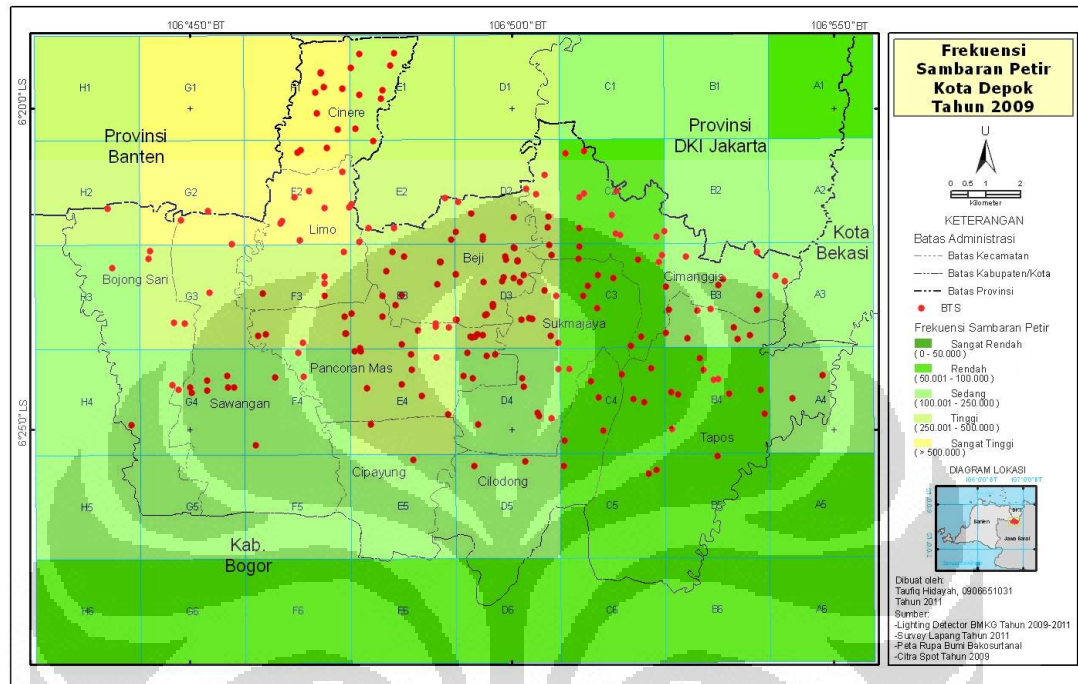 106°45'0"BT 106°50'0"BT 106°55'0"BT
6°20'0"LS
6°25'0"LS
H1 G1 F1 E1 D1 C1 B1 A1
Cinere
Provinsi
Banten
Provinsi
DKI Jakarta
H2 G2 F2 E2 D2 C2 B2 A2
Limo
Beji
Kota
Bekasi
Bojong Sari
Cimanggis
H3 G3 F3 E3 D3 C3 B3 A3
Sukmajaya
Pancoran Mas
H4 G4 F4 E4 D4 C4 B4 A4
Sawangan
Tapos
Cipayung
Cilodong
H5 G5 F5 E5 D5 C5 B5 A5
Kab.
Bogor
H6 G6 F6 E6 D6 C6 B6 A6
Frekuensi
Sambaran Petir
Kota Depok
Tahun 2009
U
0 0.5 1 2
Kilometer
KETERANGAN
Batas Administrasi
Batas Kecamatan
Batas Kabupaten/Kota
Batas Provinsi
BTS
Frekuensi Sambaran Petir
Sangat Rendah
(0 - 50.000)
Rendah
(50.001 - 100.000)
Sedang
(100.001 - 250.000)
Tinggi
(250.001 - 500.000)
Sangat Tinggi
(> 500.000)
DIAGRAM LOKASI
Banten
Jawa Barat
Dibuat oleh:
Taufiq Hidayah, 0906651031
Tahun 2011
Sumber:
-Lighting Detector BMKG Tahun 2009-2011
-Survey Lapang Tahun 2011
-Peta Rupa Bumi Bakosurtanal
-Citra Spot Tahun 2009